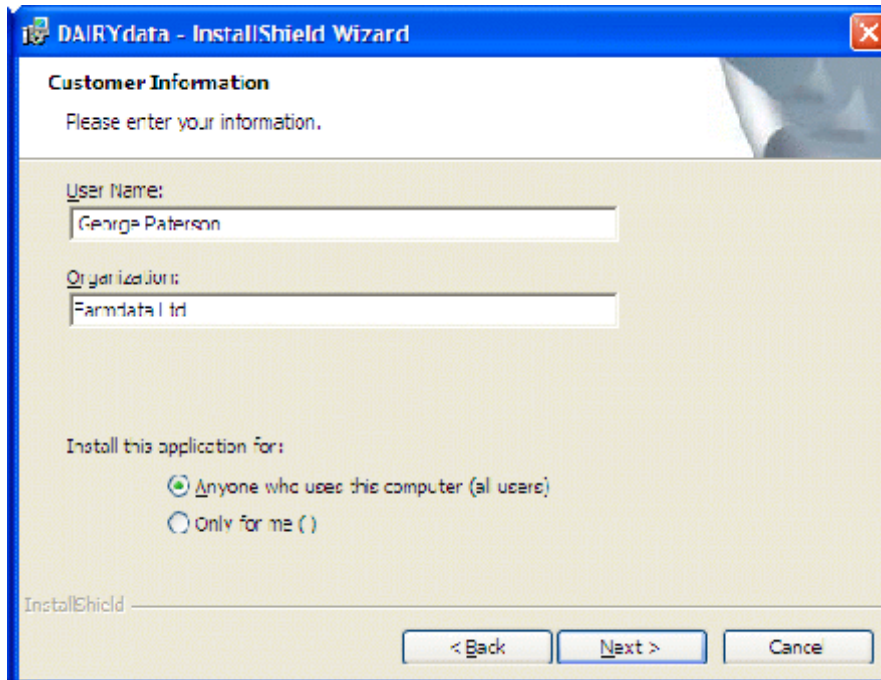 DAIRYdata - InstallShield Wizard
Customer Information
Please enter your information.
User Name:
George Paterson
Organization:
Farmdata Ltd
Install this application for:
Anyone who uses this computer (all users)
Only for me ( )
InstallShield
< Back Next > Cancel